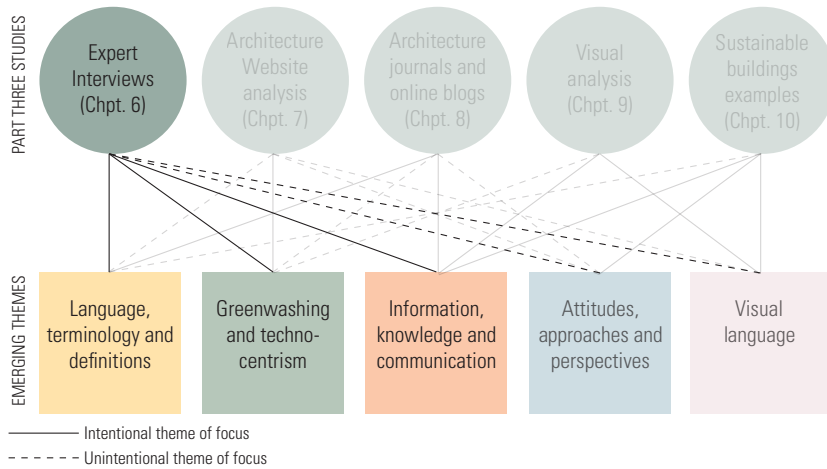 PART THREE STUDIES
Expert
Interviews
(Chpt. 6)
Architecture
Website
analysis
(Chpt. 7)
Architecture
journals and
online blogs
(Chpt. 8)
Visual
analysis
(Chpt. 9)
Sustainable
buildings
examples
(Chpt. 10)
EMERGING THEMES
Language,
terminology and
definitions
Greenwashing
and techno-
centrism
Information,
knowledge and
communication
Attitudes,
approaches and
perspectives
Visual
language
Intentional theme of focus
Unintentional theme of focus